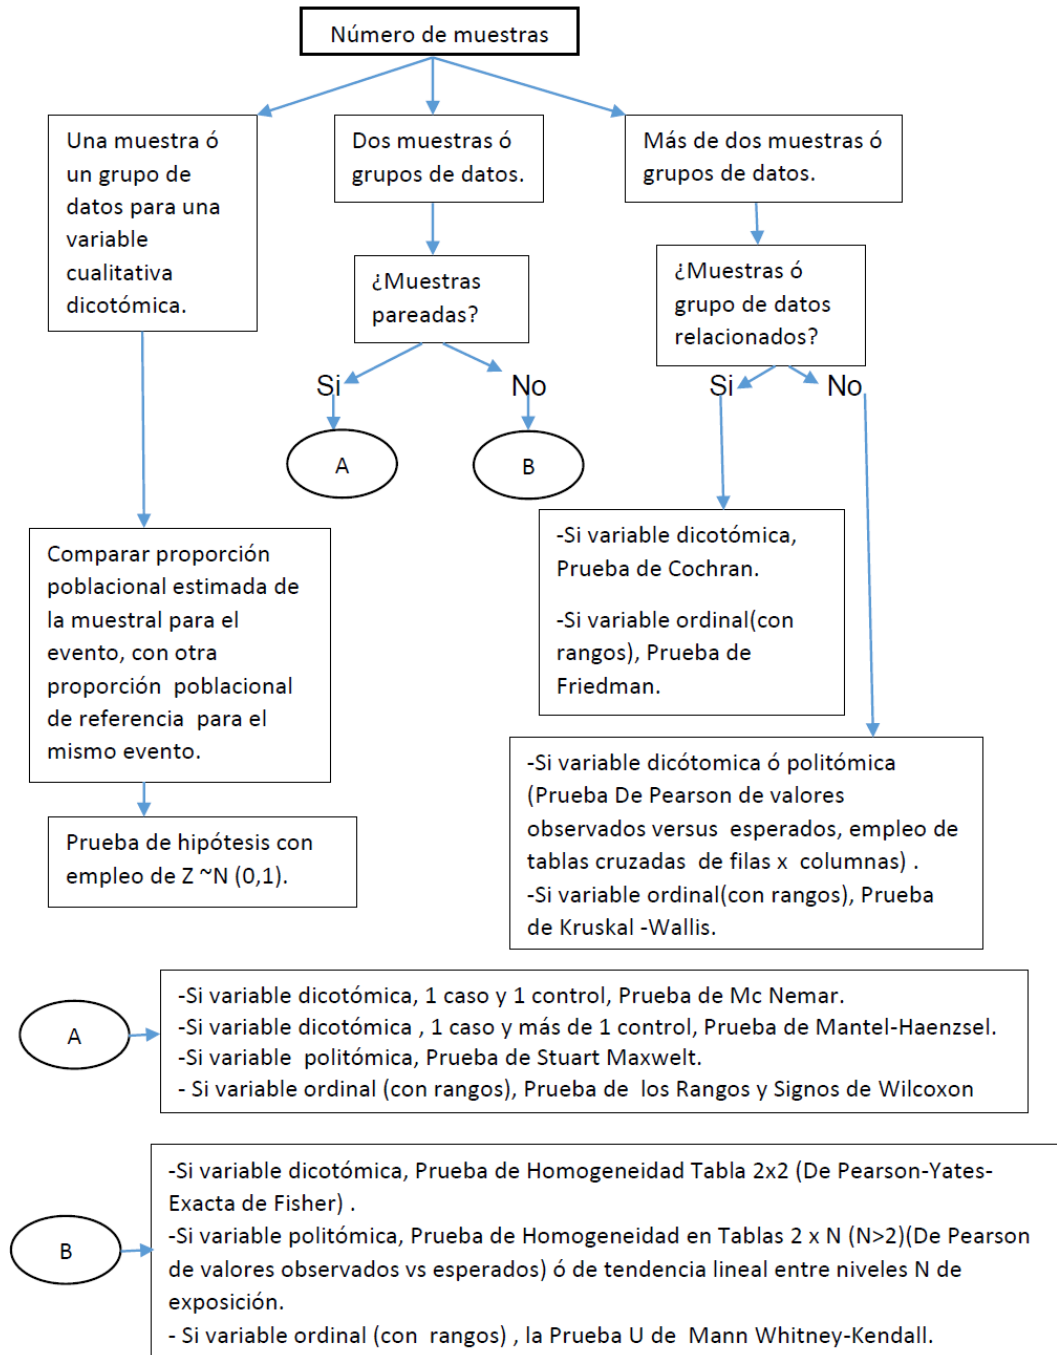 Número de muestras
Una muestra ó
un grupo de
datos para una
variable
cualitativa
dicotómica.
Dos muestras ó
grupos de datos.
Más de dos muestras ó
grupos de datos.
¿Muestras
pareadas?
¿Muestras ó
grupo de datos
relacionados?
Si
No
Si
No
A
B
Comparar proporción
poblacional estimada de
la muestral para el
evento, con otra
proporción poblacional
de referencia para el
mismo evento.
-Si variable dicotómica,
Prueba de Cochran.
-Si variable ordinal(con
rangos), Prueba de
Friedman.
Prueba de hipótesis con
empleo de Z ~N (0,1).
-Si variable dicótomica ó politómica
(Prueba De Pearson de valores
observados versus esperados, empleo de
tablas cruzadas de filas x columnas) .
-Si variable ordinal(con rangos), Prueba
de Kruskal -Wallis.
A
-Si variable dicotómica, 1 caso y 1 control, Prueba de Mc Nemar.
-Si variable dicotómica , 1 caso y más de 1 control, Prueba de Mantel-Haenzsel.
-Si variable politómica, Prueba de Stuart Maxwelt.
- Si variable ordinal (con rangos), Prueba de los Rangos y Signos de Wilcoxon
B
-Si variable dicotómica, Prueba de Homogeneidad Tabla 2x2 (De Pearson-Yates-
Exacta de Fisher) .
-Si variable politómica, Prueba de Homogeneidad en Tablas 2 x N (N>2)(De Pearson
de valores observados vs esperados) ó de tendencia lineal entre niveles N de
exposición.
- Si variable ordinal (con rangos) , la Prueba U de Mann Whitney-Kendall.